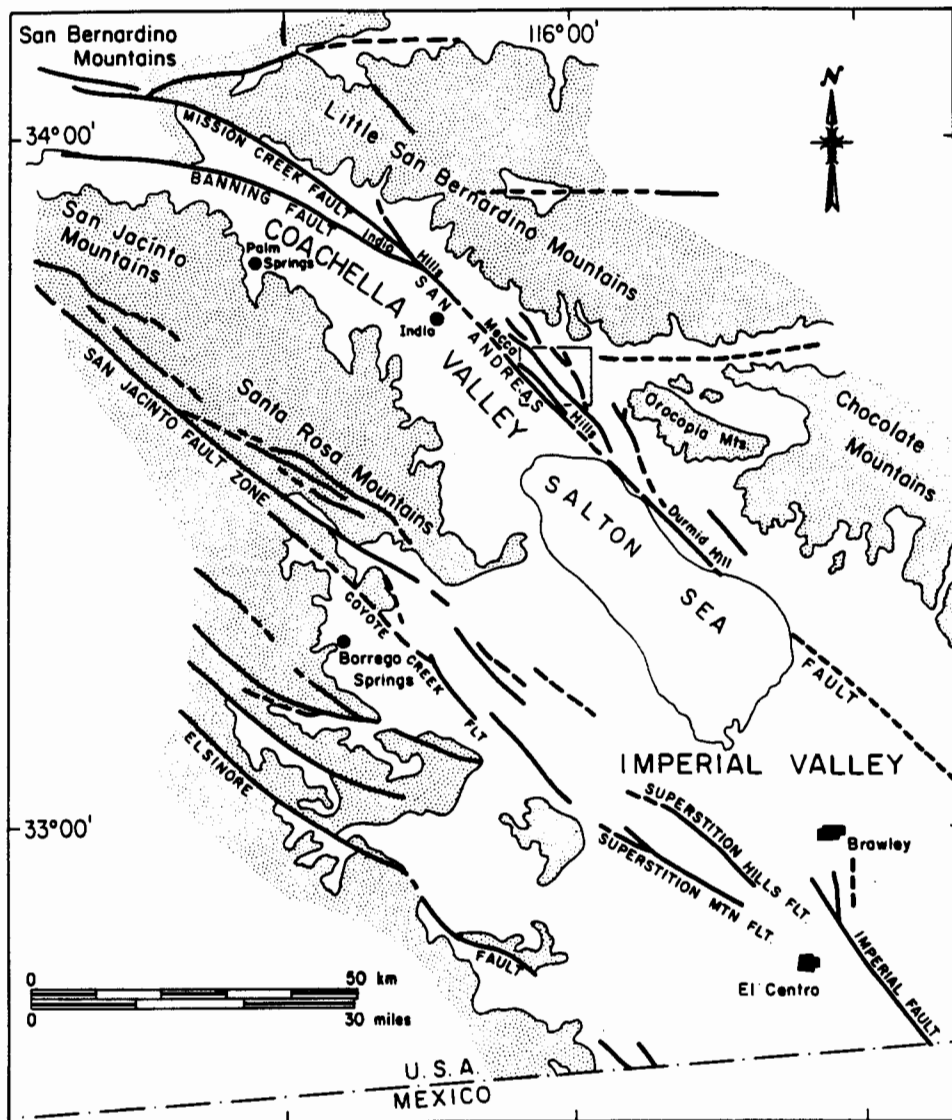 San Bernardino
Mountains
116°00'
N
34°00'
Little San Bernardino Mountains
MISSION CREEK FAULT
BANNING FAULT
San Jacinto
Mountains
Palm
Springs
COACHELLA
VALLEY
Indio
Hills
Indio
SAN
ANDREAS
Mecca
Hills
Orocopia Mts.
Chocolate
Mountains
SAN JACINTO FAULT ZONE
Santa Rosa Mountains
SALTON
SEA
Durmid Hill
FAULT
COYOTE
CREEK
FLT
Borrego
Springs
ELSINORE
FAULT
IMPERIAL VALLEY
33°00'
SUPERSTITION HILLS FLT.
SUPERSTITION MTN FLT.
Brawley
El Centro
IMPERIAL FAULT
0 50 km
0 30 miles
U.S.A.
MEXICO